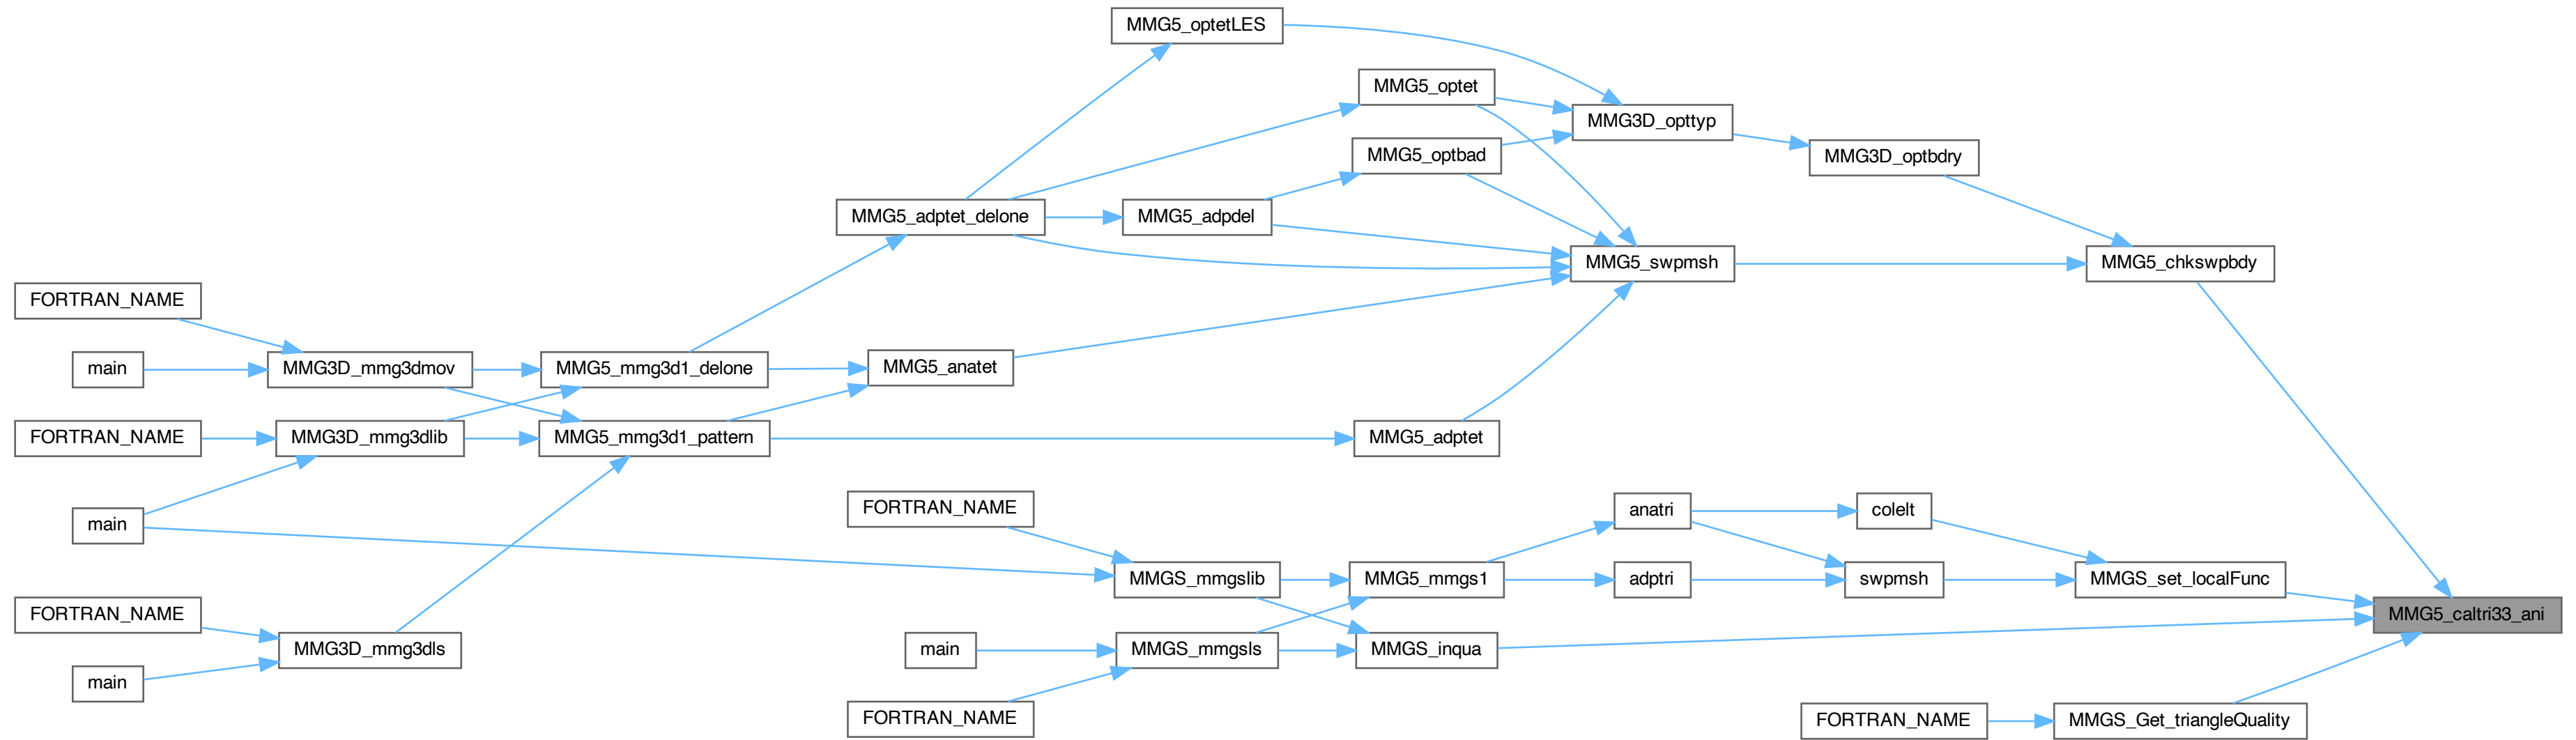 MMG5_optetLES
MMG5_optet
MMG3D_opttyp
MMG5_optbad
MMG3D_optbdry
MMG5_adptet_delone
MMG5_adpdel
MMG5_swpmsh
MMG5_chkswpbdy
FORTRAN_NAME
main
MMG3D_mmg3dmov
MMG5_mmg3d1_delone
MMG5_anatet
FORTRAN_NAME
MMG3D_mmg3dlib
MMG5_mmg3d1_pattern
MMG5_adptet
main
FORTRAN_NAME
anatri
colelt
MMGS_mmgslib
MMG5_mmgs1
adptri
swpmsh
MMGS_set_localFunc
FORTRAN_NAME
MMG5_caltri33_ani
MMG3D_mmg3dls
main
MMGS_mmgsls
MMGS_inqua
main
FORTRAN_NAME
FORTRAN_NAME
MMGS_Get_triangleQuality